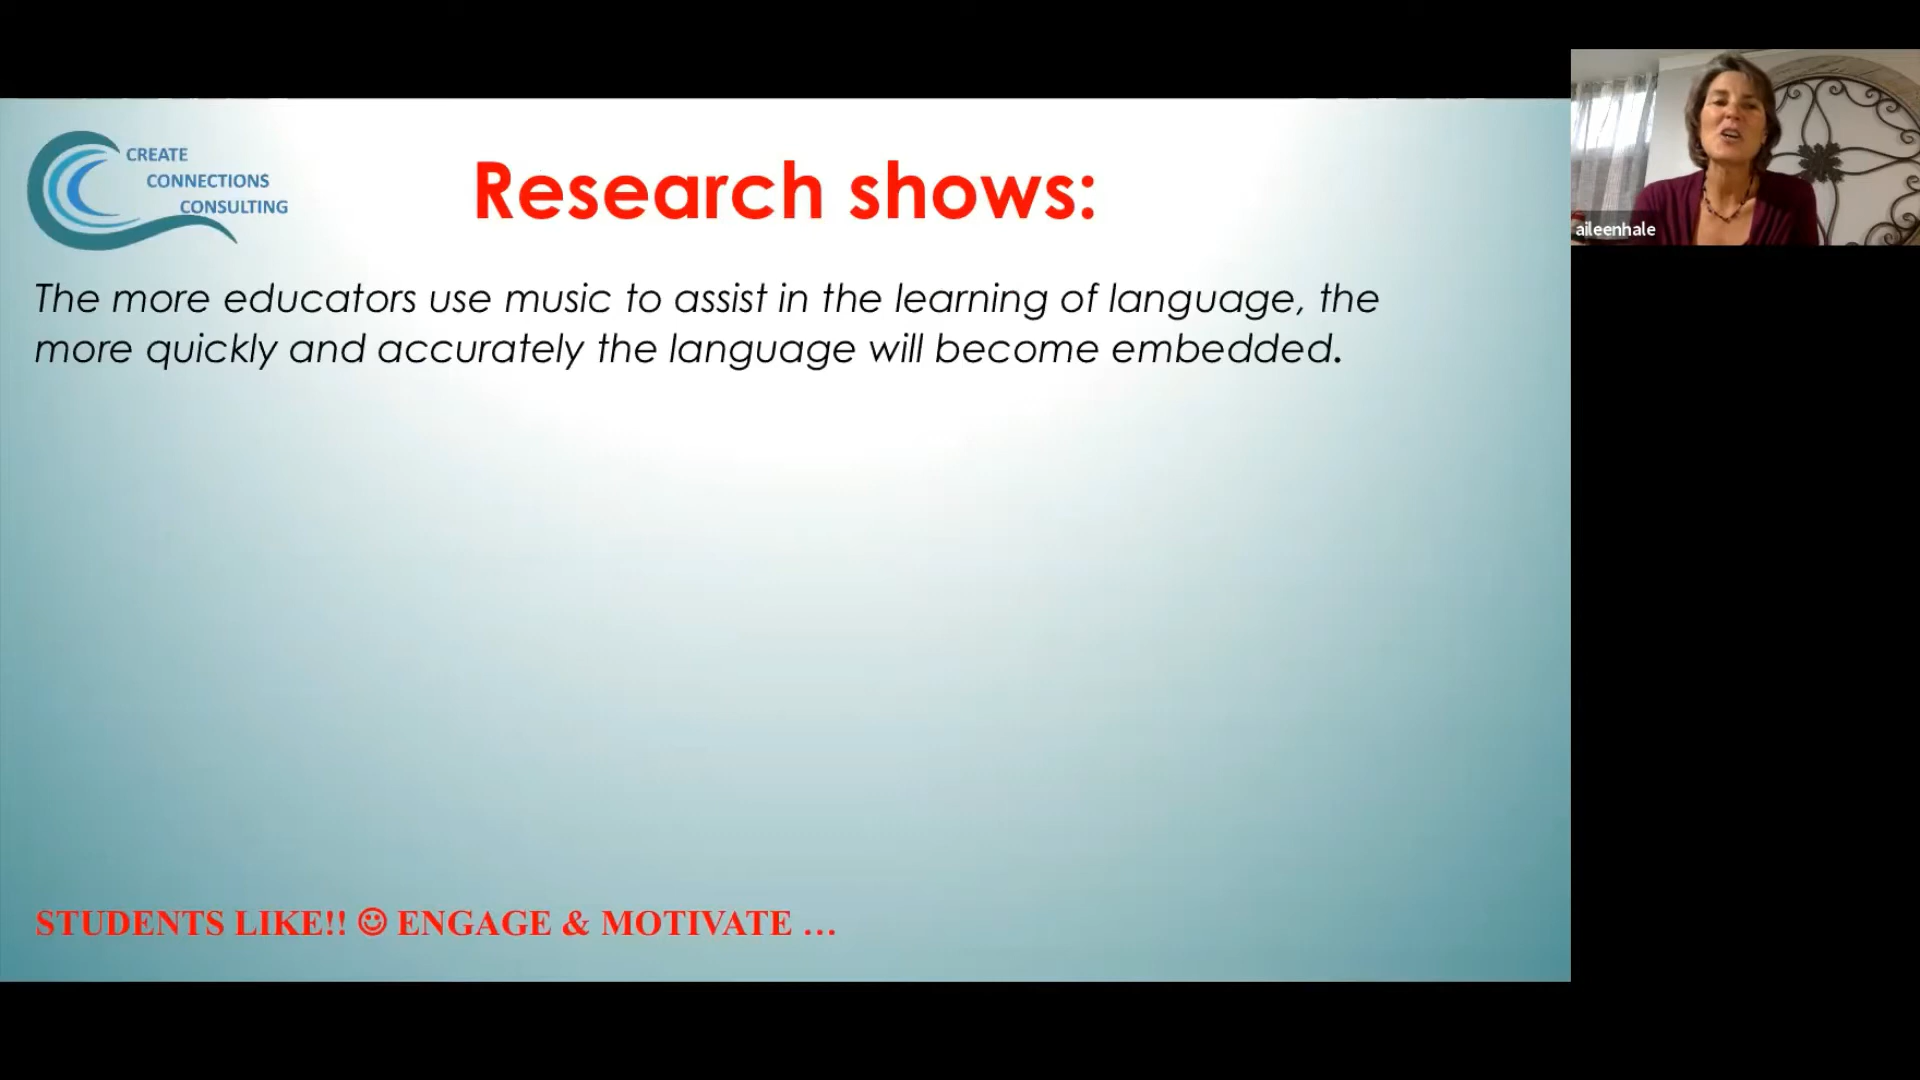 CREATE
CONNECTIONS
CONSULTING
Research shows:
The more educators use music to assist in the learning of language, the
more quickly and accurately the language will become embedded.
STUDENTS LIKE!! ☺ ENGAGE & MOTIVATE …
aileenhale